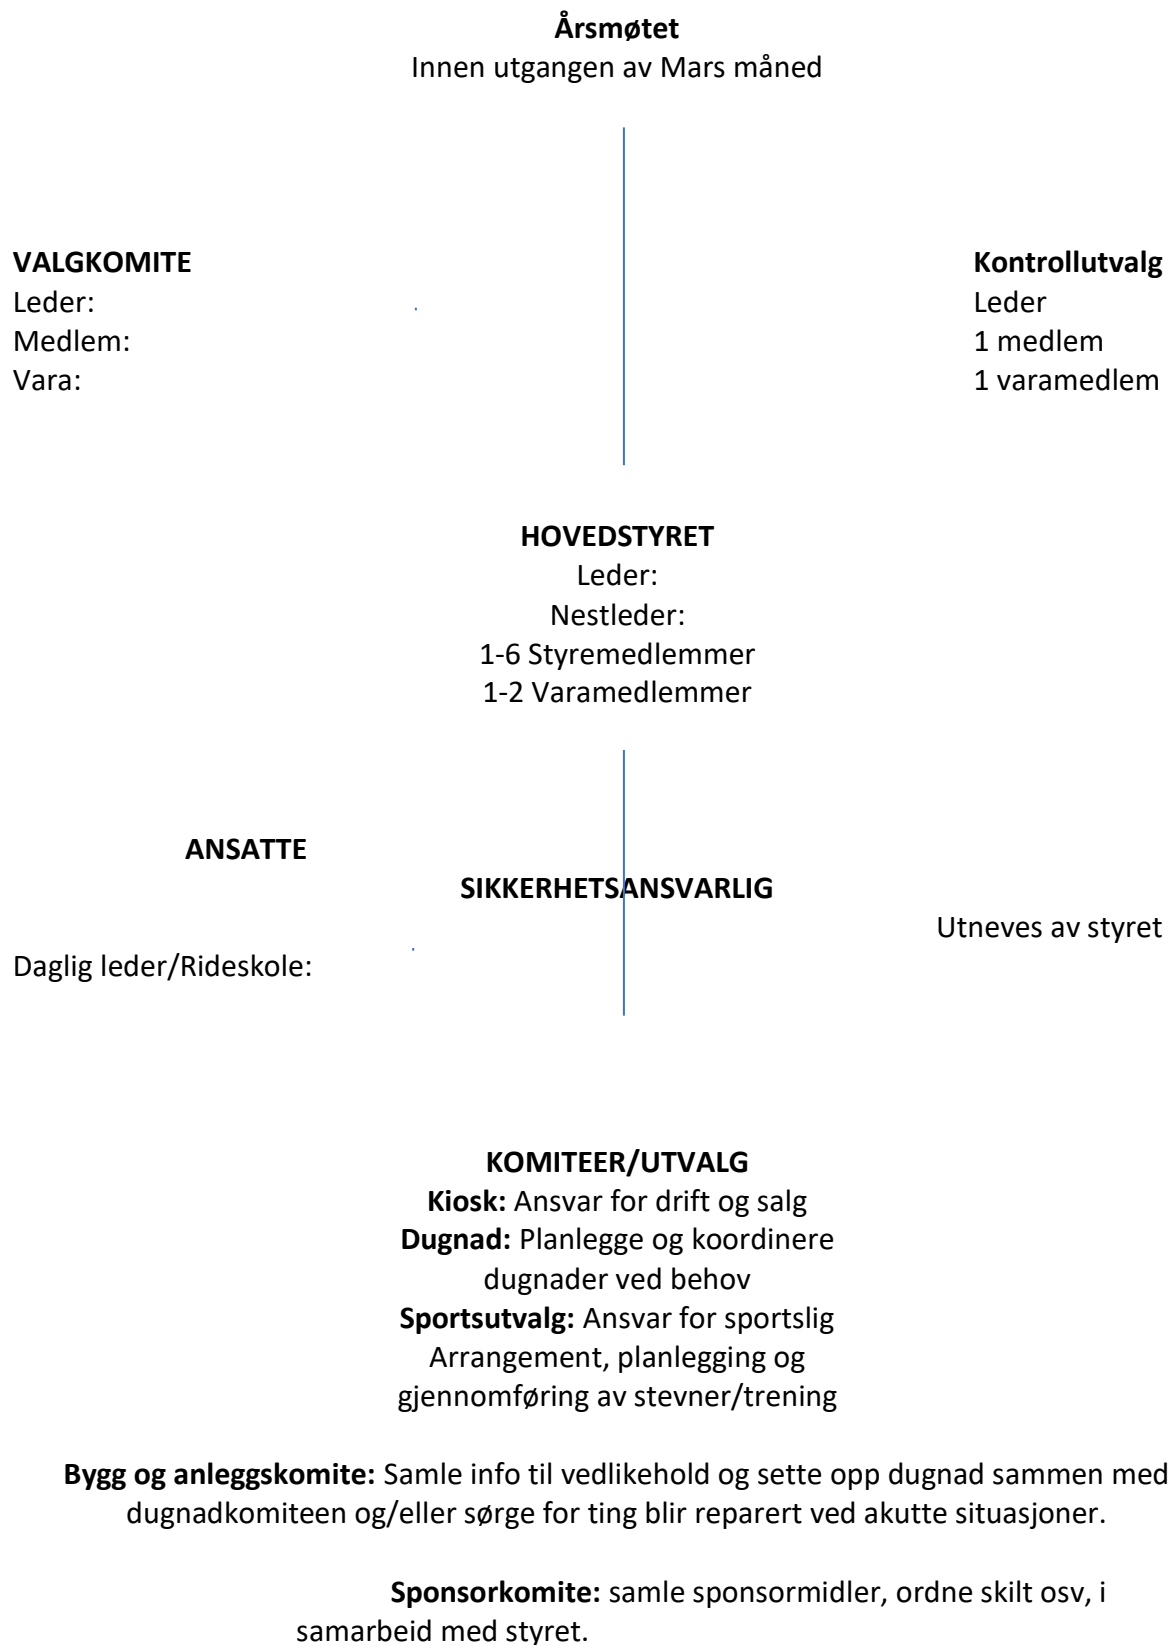 Årsmøtet
Innen utgangen av Mars måned
VALGKOMITE
Leder:
Medlem:
Vara:
Kontrollutvalg
Leder
1 medlem
1 varamedlem
HOVEDSTYRET
Leder:
Nestleder:
1-6 Styremedlemmer
1-2 Varamedlemmer
ANSATTE
SIKKERHETSANSVARLIG
Utneves av styret
Daglig leder/Rideskole:
KOMITEER/UTVALG
Kiosk: Ansvar for drift og salg
Dugnad: Planlegge og koordinere
dugnader ved behov
Sportsutvalg: Ansvar for sportslig
Arrangement, planlegging og
gjennomføring av stevner/trening
Bygg og anleggskomite: Samle info til vedlikehold og sette opp dugnad sammen med
dugnadkomiteen og/eller sørge for ting blir reparert ved akutte situasjoner.
Sponsorkomite: samle sponsormidler, ordne skilt osv, i
samarbeid med styret.